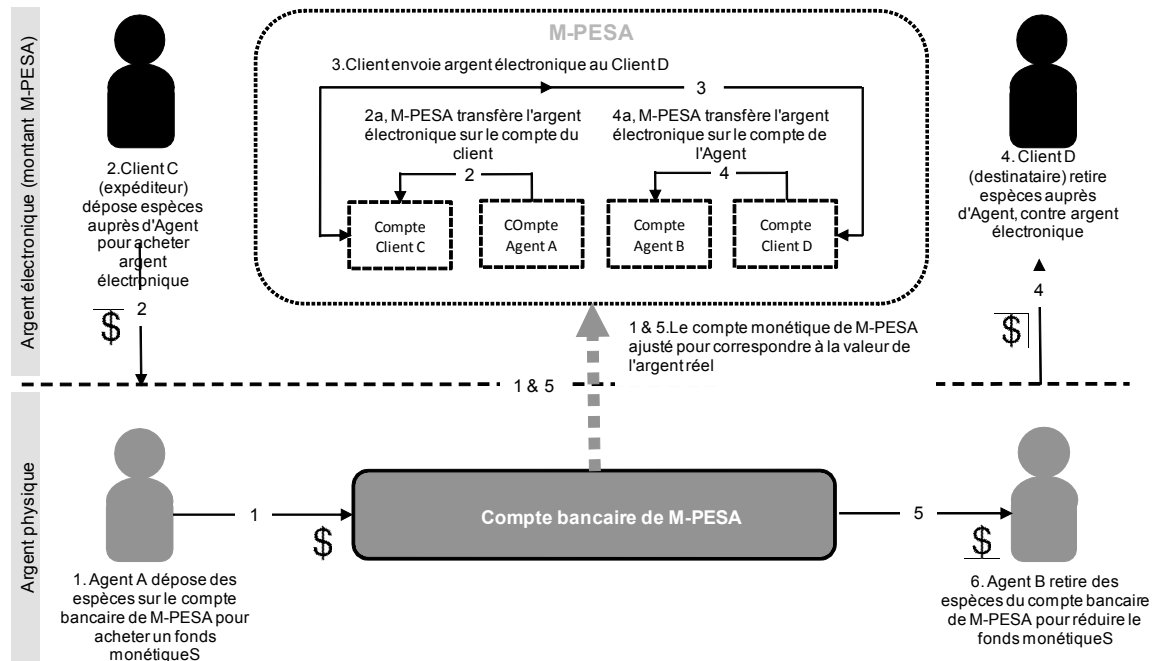 Argent électronique (montant M-PESA)
M-PESA
3.Client envoie argent électronique au Client D
3
2a, M-PESA transfère l'argent
électronique sur le compte du
client
2
4a, M-PESA transfère l'argent
électronique sur le compte de
l'Agent
4
Compte
Client C
COmpte
Agent A
Compte
Agent B
Compte
Client D
2.Client C
(expéditeur)
dépose espèces
auprès d'Agent
pour acheter
argent
électronique
2
$
4. Client D
(destinataire) retire
espèces auprès
d'Agent, contre argent
électronique
4
$
1 & 5.Le compte monétique de M-PESA
ajusté pour correspondre à la valeur de
l'argent réel
1 & 5
Argent physique
1
$
Compte bancaire de M-PESA
5
$
1. Agent A dépose des
espèces sur le compte
bancaire de M-PESA pour
acheter un fonds
monétiqueS
6. Agent B retire des
espèces du compte bancaire
de M-PESA pour réduire le
fonds monétiqueS